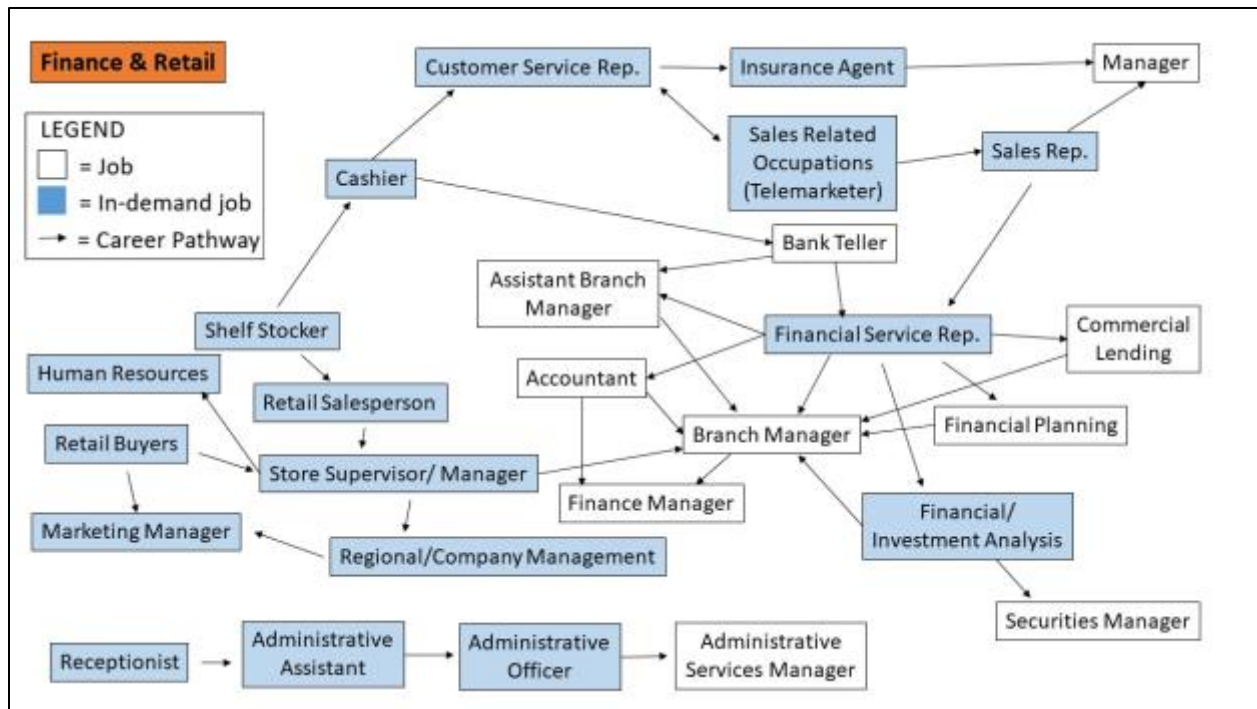 Finance & Retail
LEGEND
= Job
= In-demand job
= Career Pathway
Customer Service Rep.
Insurance Agent
Manager
Sales Related
Occupations
(Telemarketer)
Sales Rep.
Cashier
Bank Teller
Assistant Branch
Manager
Shelf Stocker
Financial Service Rep.
Commercial
Lending
Human Resources
Accountant
Retail Salesperson
Financial Planning
Retail Buyers
Branch Manager
Store Supervisor/ Manager
Finance Manager
Financial/
Investment Analysis
Marketing Manager
Regional/Company Management
Securities Manager
Receptionist
Administrative
Assistant
Administrative
Officer
Administrative
Services Manager